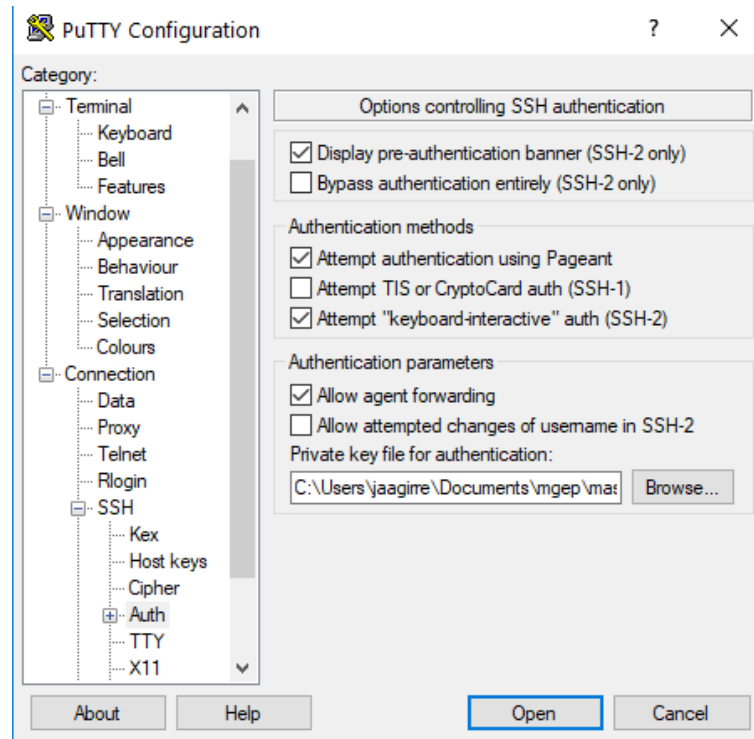 PuTTY Configuration
?
Category:
Terminal
Keyboard
Bell
Features
Window
Appearance
Behaviour
Translation
Selection
Colours
Connection
Data
Proxy
Telnet
Rlogin
SSH
Kex
Host keys
Cipher
Auth
TTY
X11
Options controlling SSH authentication
Display pre-authentication banner (SSH-2 only)
Bypass authentication entirely (SSH-2 only)
Authentication methods
Attempt authentication using Pageant
Attempt TIS or CryptoCard auth (SSH-1)
Attempt "keyboard-interactive" auth (SSH-2)
Authentication parameters
Allow agent forwarding
Allow attempted changes of username in SSH-2
Private key file for authentication:
C:\Users\jaagirre\Documents\mgep\mas
Browse...
About
Help
Open
Cancel